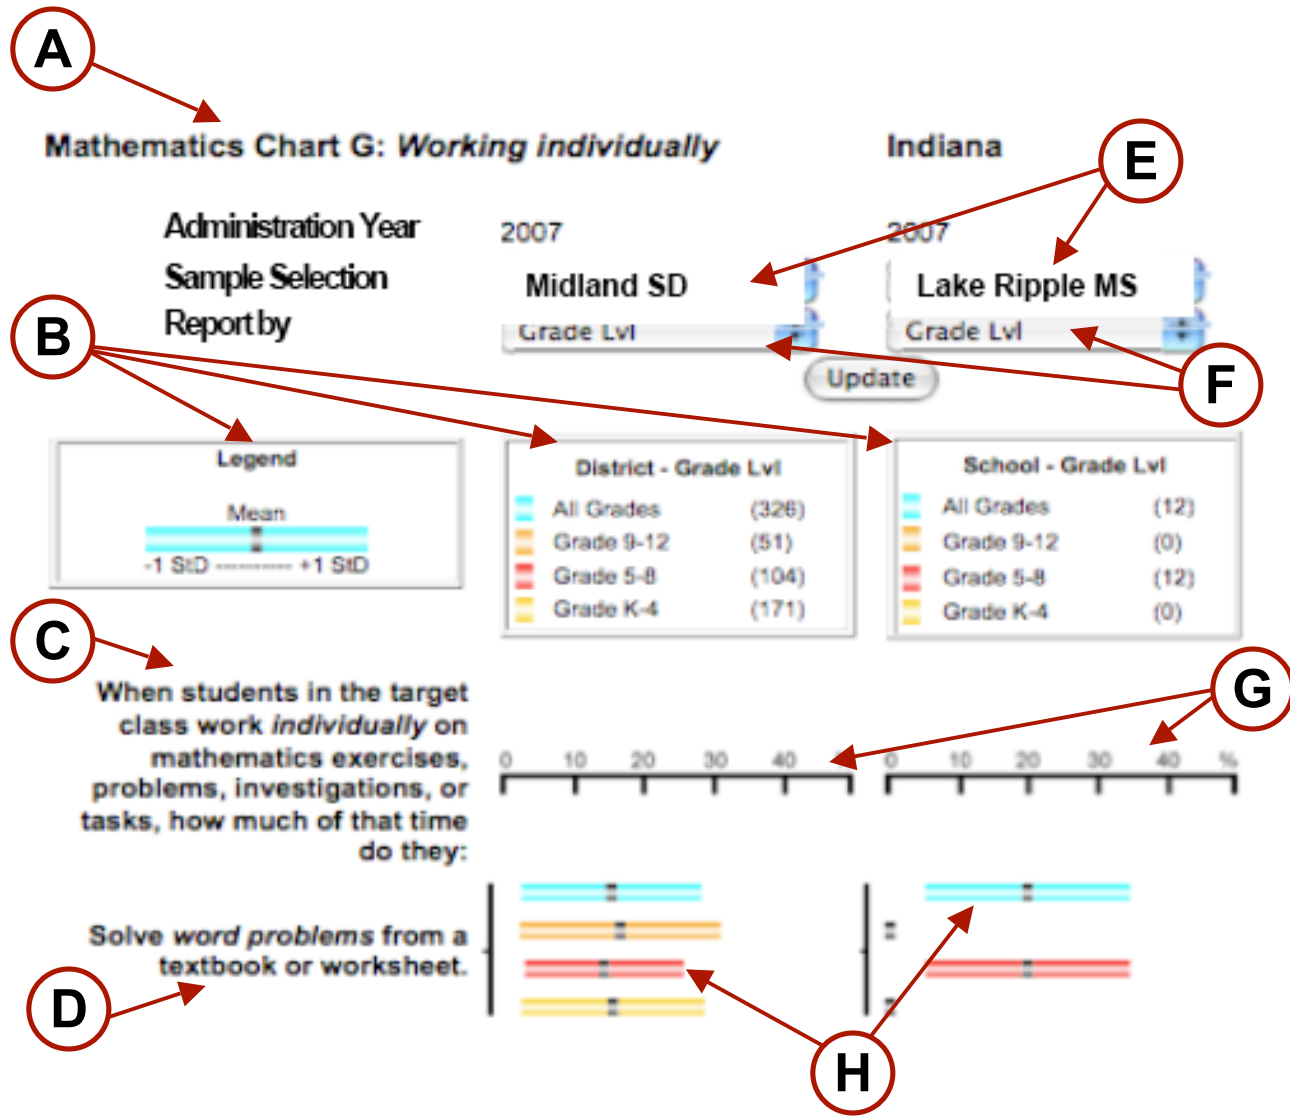 A
Mathematics Chart G: Working individually
Indiana
E
Administration Year
2007
2007
Sample Selection
Midland SD
Lake Ripple MS
B
Report by
Grade Lvl
Grade Lvl
F
Update
Legend
Mean
-1 StD ---------- +1 StD
District - Grade Lvl
All Grades (326)
Grade 9-12 (51)
Grade 5-8 (104)
Grade K-4 (171)
School - Grade Lvl
All Grades (12)
Grade 9-12 (0)
Grade 5-8 (12)
Grade K-4 (0)
C
When students in the target
class work individually on
mathematics exercises,
problems, investigations, or
tasks, how much of that time
do they:
G
0 10 20 30 40
0 10 20 30 40 %
Solve word problems from a
textbook or worksheet.
D
H